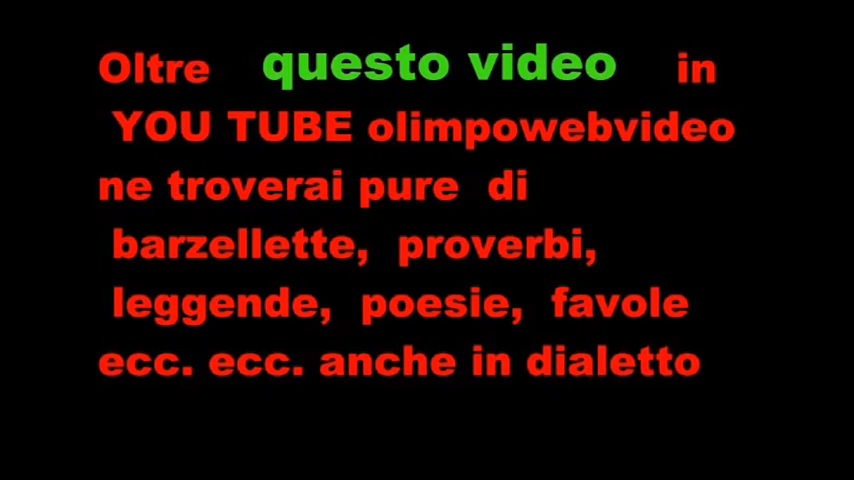 Oltre questo video in
YOU TUBE olimpowebvideo
ne troverai pure di
barzellette, proverbi,
leggende, poesie, favole
ecc. ecc. anche in dialetto